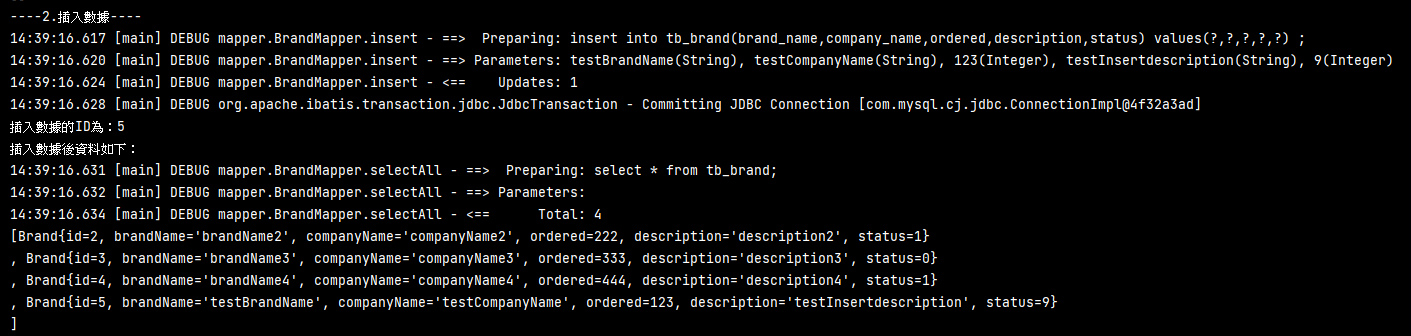 ----2.插入數據----
14:39:16.617 [main] DEBUG mapper.BrandMapper.insert - ==>  Preparing: insert into tb_brand(brand_name,company_name,ordered,description,status) values(?,?,?,?,?) ;
14:39:16.620 [main] DEBUG mapper.BrandMapper.insert - ==> Parameters: testBrandName(String), testCompanyName(String), 123(Integer), testInsertdescription(String), 9(Integer)
14:39:16.624 [main] DEBUG mapper.BrandMapper.insert - <==    Updates: 1
14:39:16.628 [main] DEBUG org.apache.ibatis.transaction.jdbc.JdbcTransaction - Committing JDBC Connection [com.mysql.cj.jdbc.ConnectionImpl@4f32a3ad]
插入數據的ID為：5
插入數據後資料如下：
14:39:16.631 [main] DEBUG mapper.BrandMapper.selectAll - ==>  Preparing: select * from tb_brand;
14:39:16.632 [main] DEBUG mapper.BrandMapper.selectAll - ==> Parameters:
14:39:16.634 [main] DEBUG mapper.BrandMapper.selectAll - <==      Total: 4
[Brand{id=2, brandName='brandName2', companyName='companyName2', ordered=222, description='description2', status=1}
, Brand{id=3, brandName='brandName3', companyName='companyName3', ordered=333, description='description3', status=0}
, Brand{id=4, brandName='brandName4', companyName='companyName4', ordered=444, description='description4', status=1}
, Brand{id=5, brandName='testBrandName', companyName='testCompanyName', ordered=123, description='testInsertdescription', status=9}
]